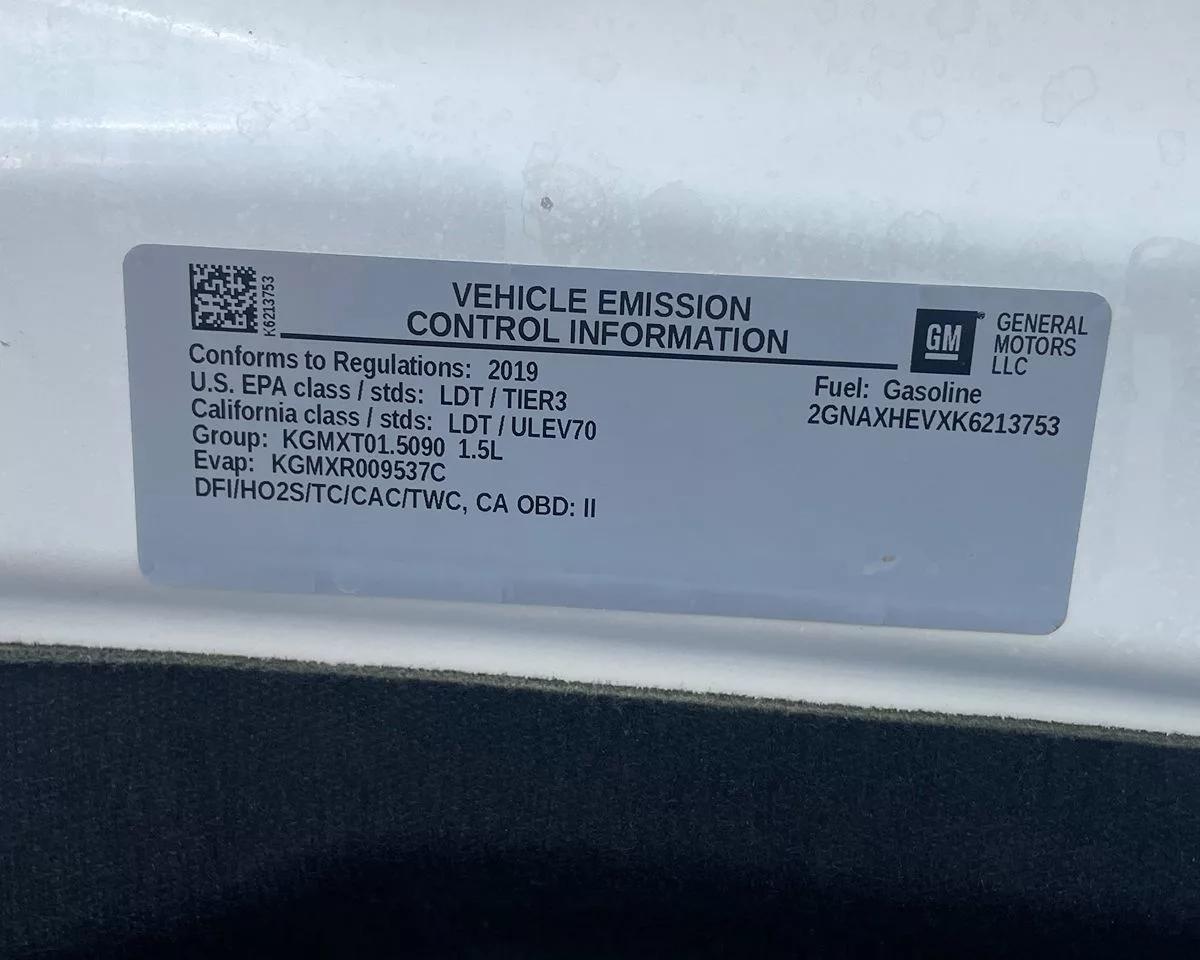 K6213753
VEHICLE EMISSION
CONTROL INFORMATION
GM
GENERAL
MOTORS
LLC
Conforms to Regulations: 2019
U.S. EPA class / stds: LDT / TIER3
California class / stds: LDT / ULEV70
Group: KGMXT01.5090 1.5L
Evap: KGMXR009537C
DFI/HO2S/TC/CAC/TWC, CA OBD: II
Fuel: Gasoline
2GNAXHEVXK6213753